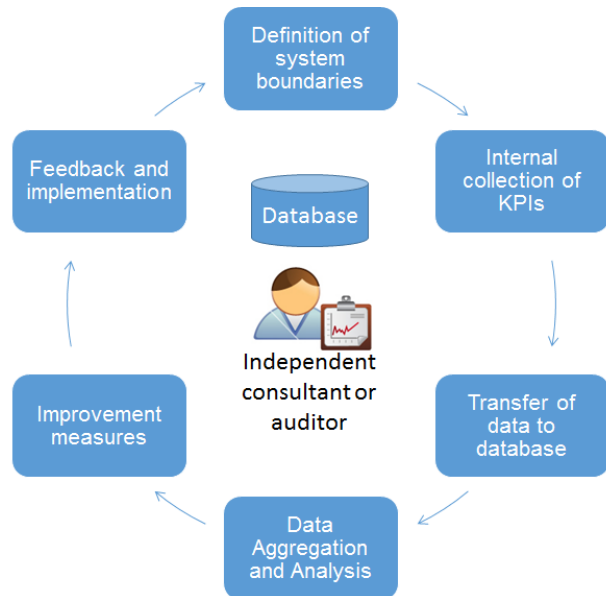 Definition of
system
boundaries
Internal
collection of
KPIs
Transfer of
data to
database
Data
Aggregation
and Analysis
Improvement
measures
Feedback and
implementation
Database
Independent
consultant or
auditor